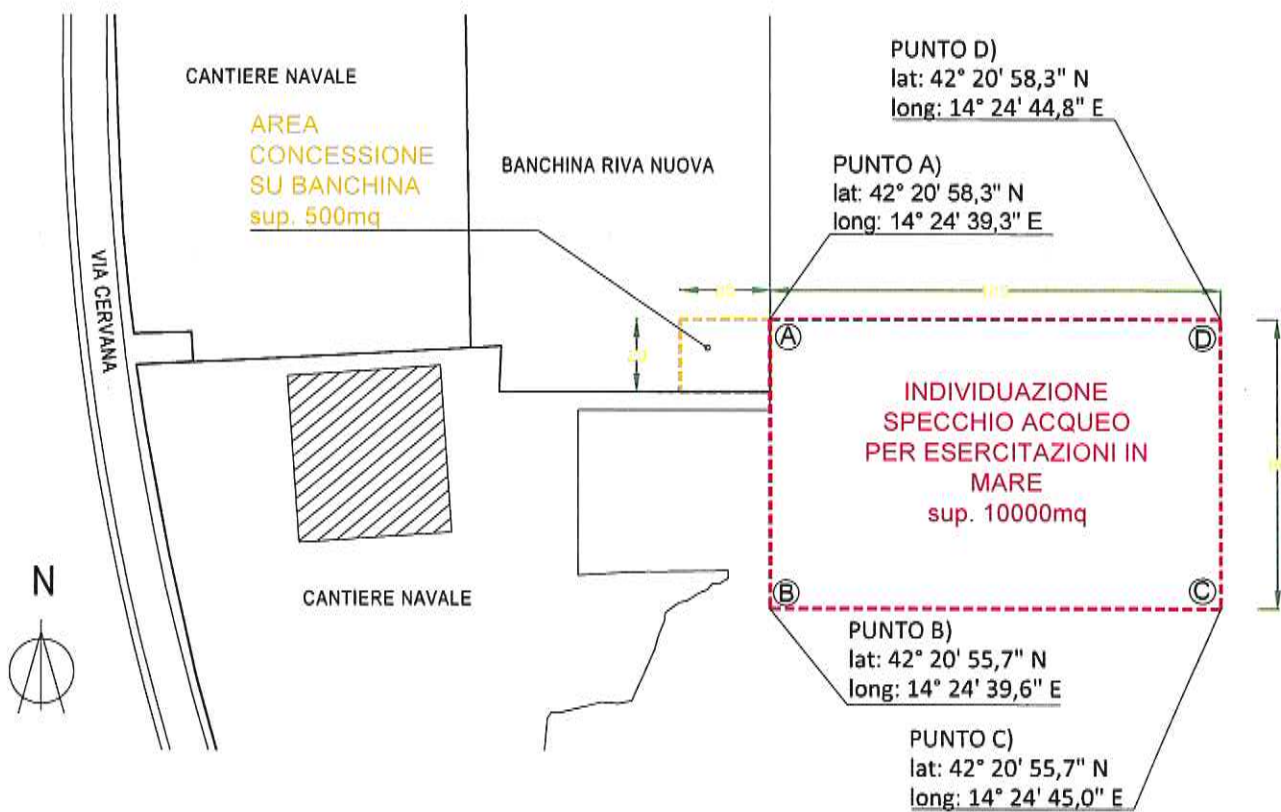 CANTIERE NAVALE
AREA
CONCESSIONE
SU BANCHINA
sup. 500mq
BANCHINA RIVA NUOVA
PUNTO D)
lat: 42° 20' 58,3" N
long: 14° 24' 44,8" E
PUNTO A)
lat: 42° 20' 58,3" N
long: 14° 24' 39,3" E
VIA CERVANA
A
D
INDIVIDUAZIONE
SPECCHIO ACQUEO
PER ESERCITAZIONI IN
MARE
sup. 10000mq
B
C
N
CANTIERE NAVALE
PUNTO B)
lat: 42° 20' 55,7" N
long: 14° 24' 39,6" E
PUNTO C)
lat: 42° 20' 55,7" N
long: 14° 24' 45,0" E